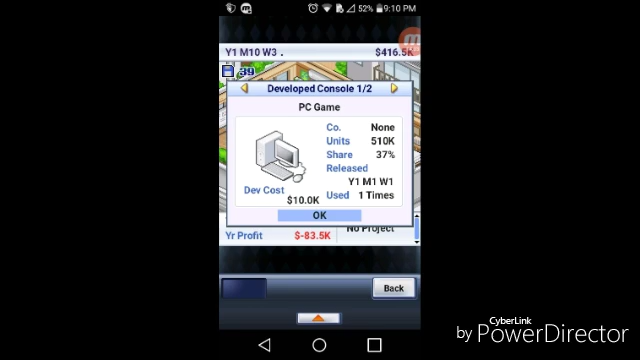 52% 9:10 PM
Y1 M10 W3 . $416.5K
39
Developed Console 1/2
PC Game
Co. None
Units 510K
Share 37%
Released
Y1 M1 W1
Dev Cost
$10.0K
Used 1 Times
OK
No Project
Yr Profit $-83.5K
Back
CyberLink
by PowerDirector